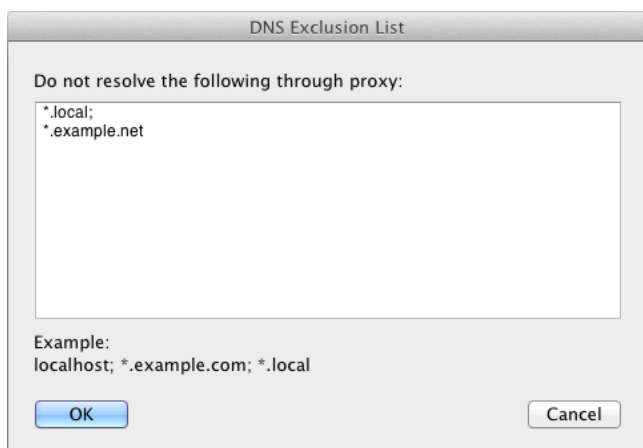 DNS Exclusion List
Do not resolve the following through proxy:
*.local;
*.example.net
Example:
localhost; *.example.com; *.local
OK
Cancel